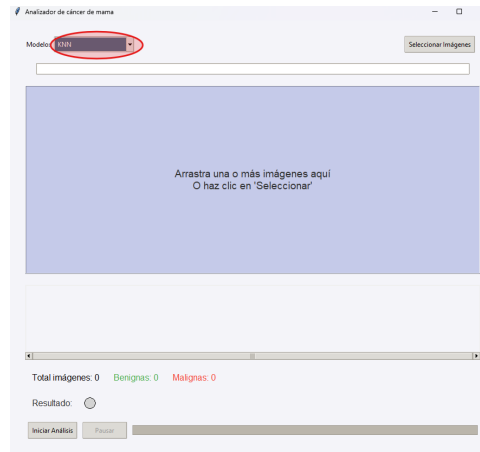 Analizador de cáncer de mama
Modelo: KNN
Seleccionar Imágenes
Arrastra una o más imágenes aquí
O haz clic en 'Seleccionar'
Total imágenes: 0 Benignas: 0 Malignas: 0
Resultado:
Iniciar Análisis Pausar